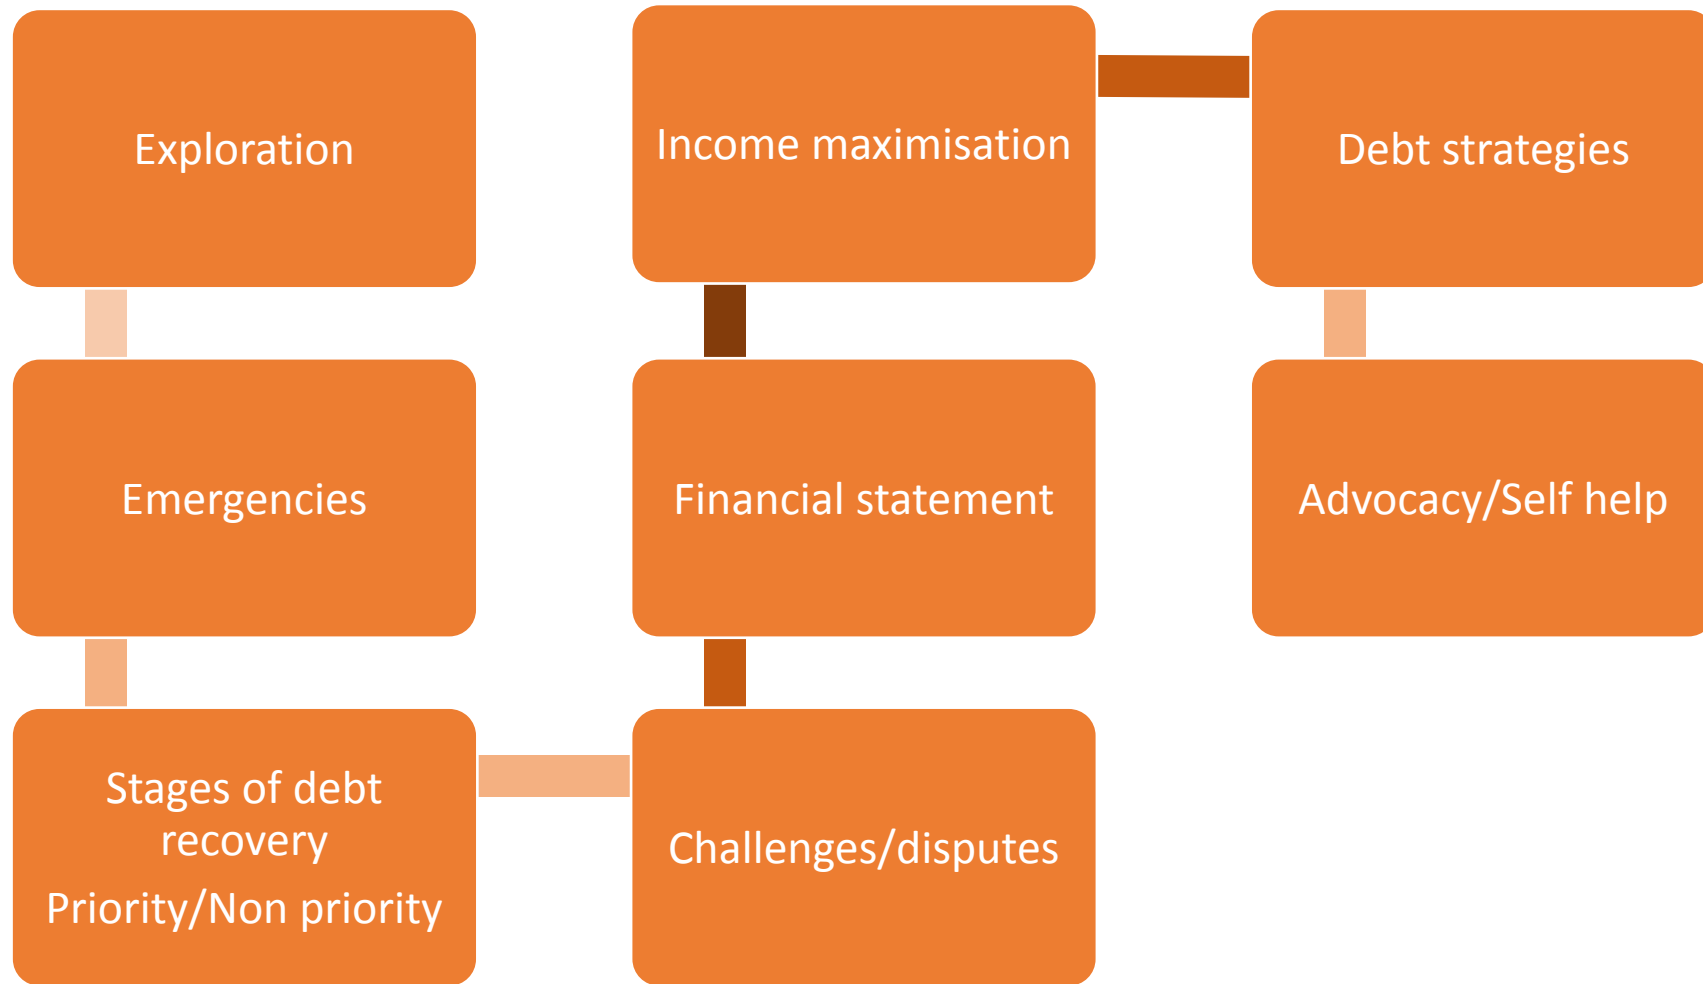 Exploration
Emergencies
Stages of debt
recovery
Priority/Non priority
Challenges/disputes
Financial statement
Income maximisation
Debt strategies
Advocacy/Self help